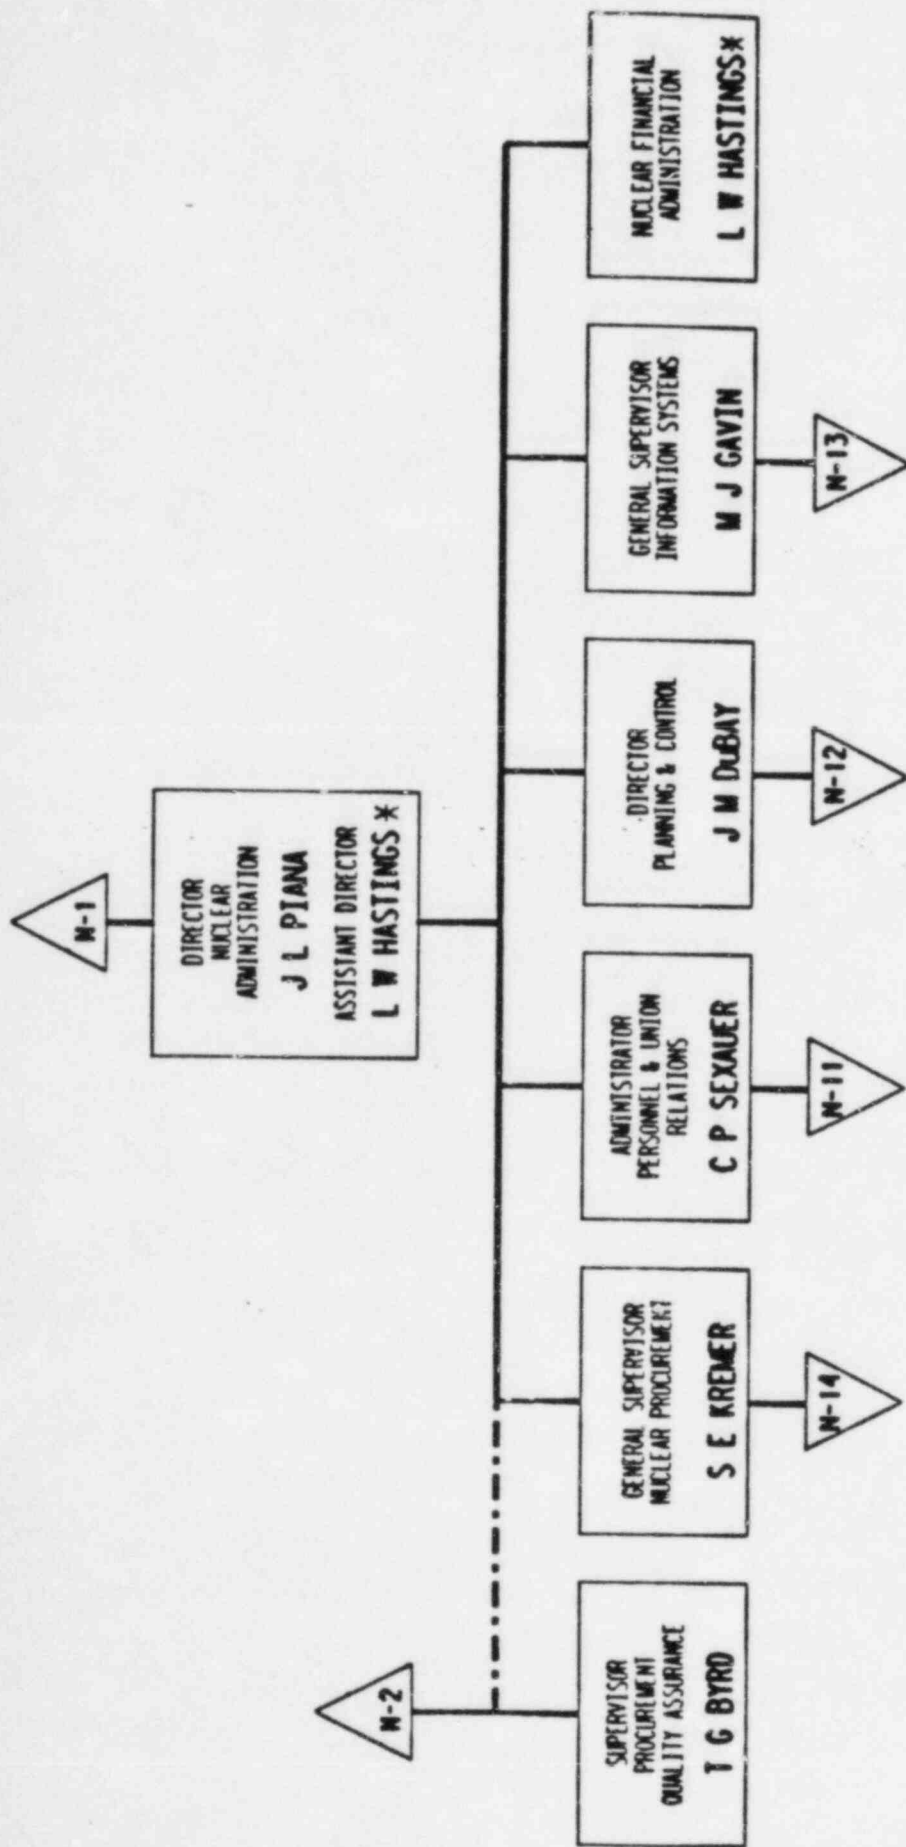 N-1
DIRECTOR
NUCLEAR
ADMINISTRATION
J L PIANA
ASSISTANT DIRECTOR
L W HASTINGS *
N-2
SUPERVISOR
PROCUREMENT
QUALITY ASSURANCE
T G BYRD
GENERAL SUPERVISOR
NUCLEAR PROCUREMENT
S E KREMER
N-14
ADMINISTRATOR
PERSONNEL & UNION
RELATIONS
C P SEXAUER
N-11
DIRECTOR
PLANNING & CONTROL
J M DuBAY
N-12
GENERAL SUPERVISOR
INFORMATION SYSTEMS
M J GAVIN
N-13
NUCLEAR FINANCIAL
ADMINISTRATION
L W HASTINGS*